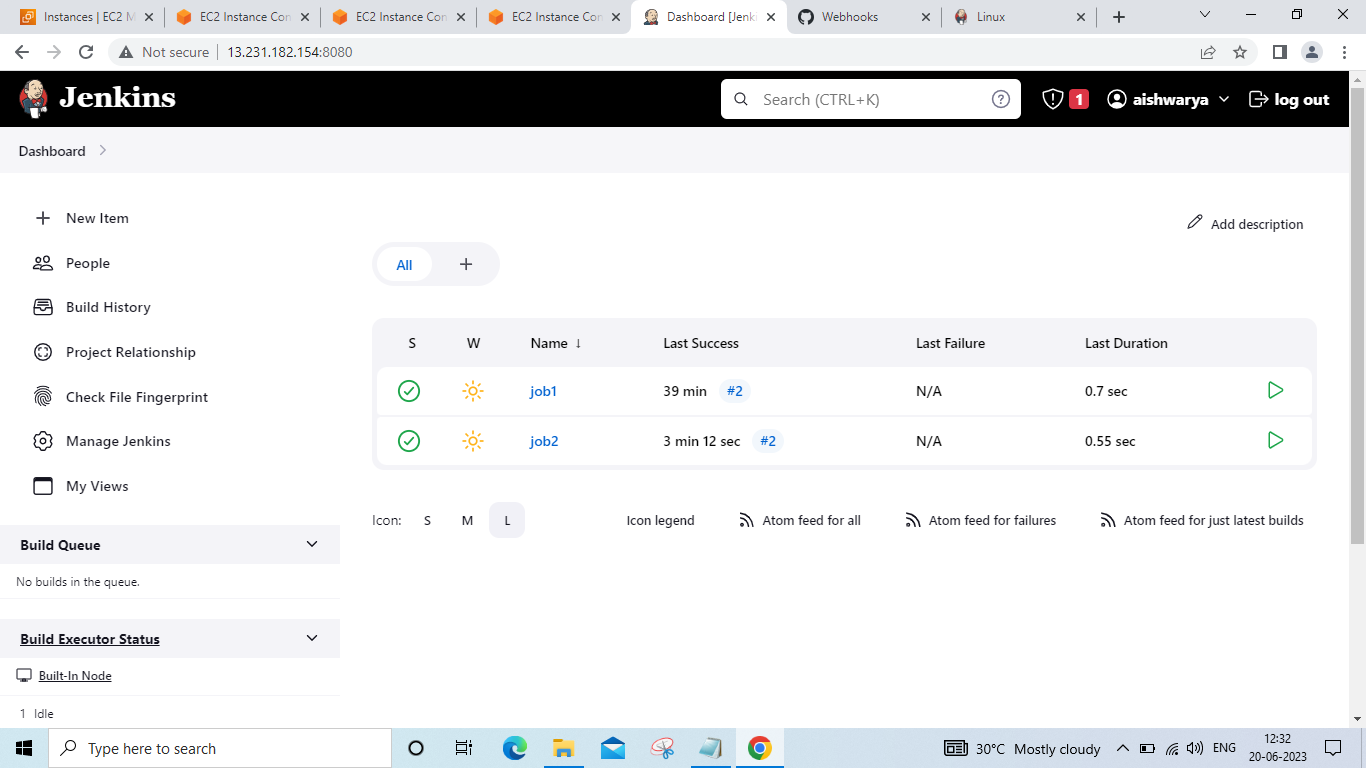 Instances | EC2 M
EC2 Instance Con
EC2 Instance Con
EC2 Instance Con
Dashboard [Jenki
Webhooks
Linux
Not secure
13.231.182.154:8080
Jenkins
Search (CTRL+K)
1
aishwarya
log out
Dashboard
New Item
People
Build History
Project Relationship
Check File Fingerprint
Manage Jenkins
My Views
Build Queue
No builds in the queue.
Build Executor Status
Built-In Node
1 Idle
Add description
All
S W Name ↓ Last Success Last Failure Last Duration
job1 39 min #2 N/A 0.7 sec
job2 3 min 12 sec #2 N/A 0.55 sec
Icon: S M L Icon legend Atom feed for all Atom feed for failures Atom feed for just latest builds
Type here to search
30°C Mostly cloudy
ENG
12:32
20-06-2023